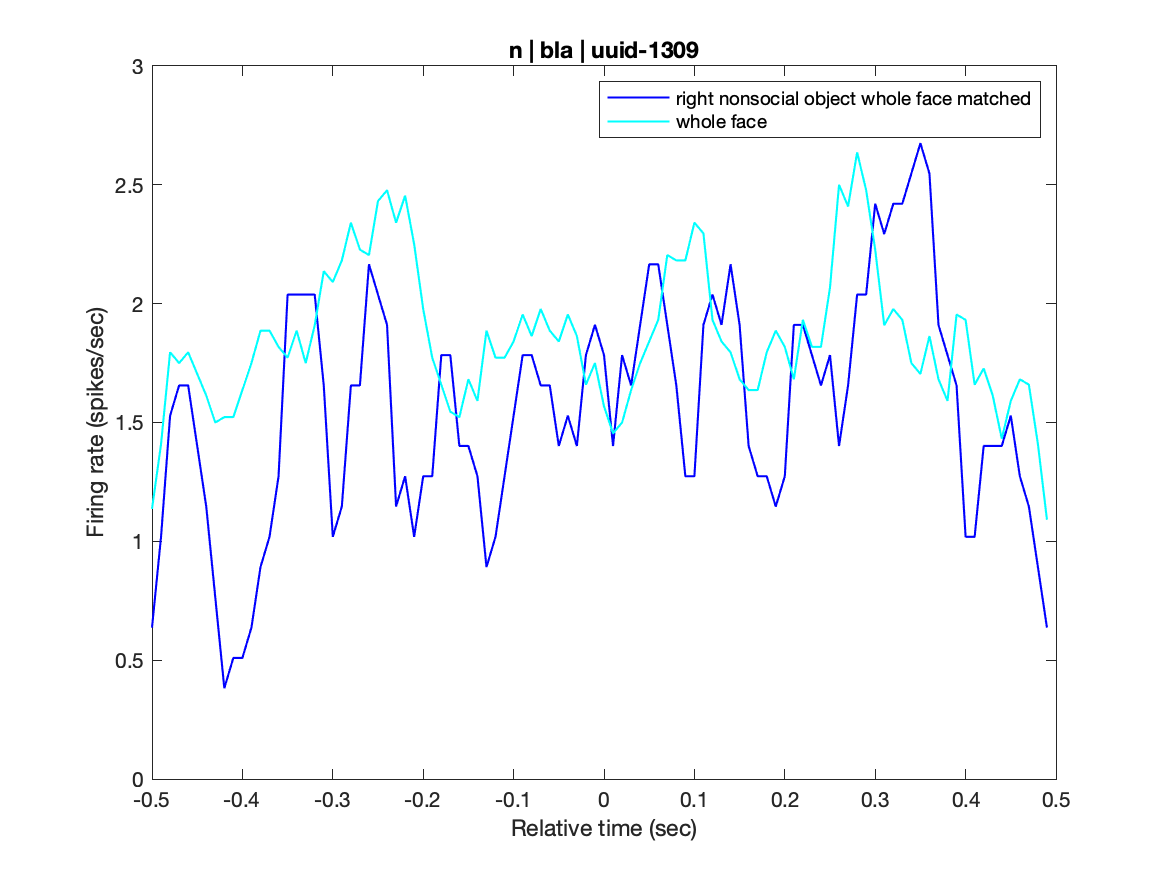 n | bla | uuid-1309
right nonsocial object whole face matched
whole face
Firing rate (spikes/sec)
3
2.5
2
1.5
1
0.5
0
-0.5 -0.4 -0.3 -0.2 -0.1 0 0.1 0.2 0.3 0.4 0.5
Relative time (sec)